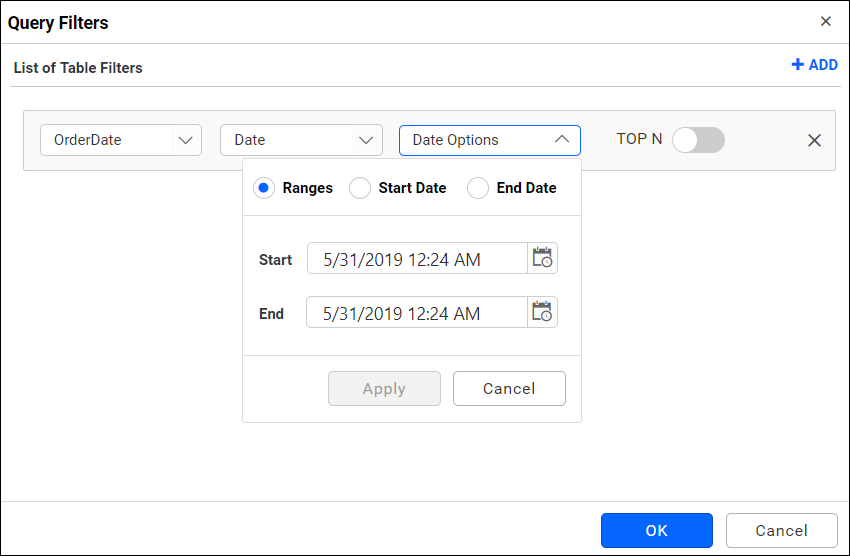 Query Filters
List of Table Filters
ADD
OrderDate Date Date Options TOP N
Ranges Start Date End Date
Start 5/31/2019 12:24 AM
End 5/31/2019 12:24 AM
Apply Cancel
OK Cancel